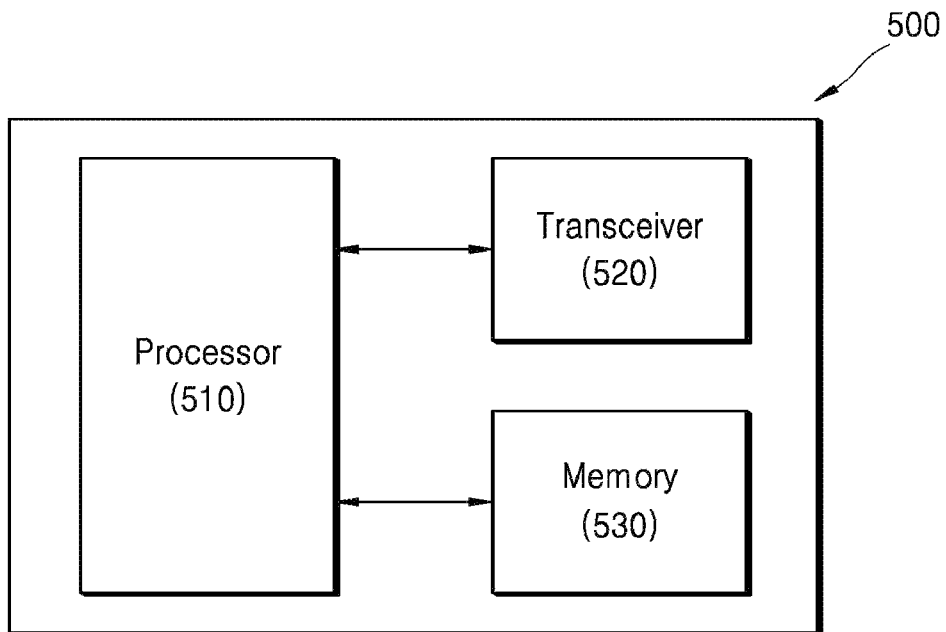 500
Transceiver
(520)
Processor
(510)
Memory
(530)